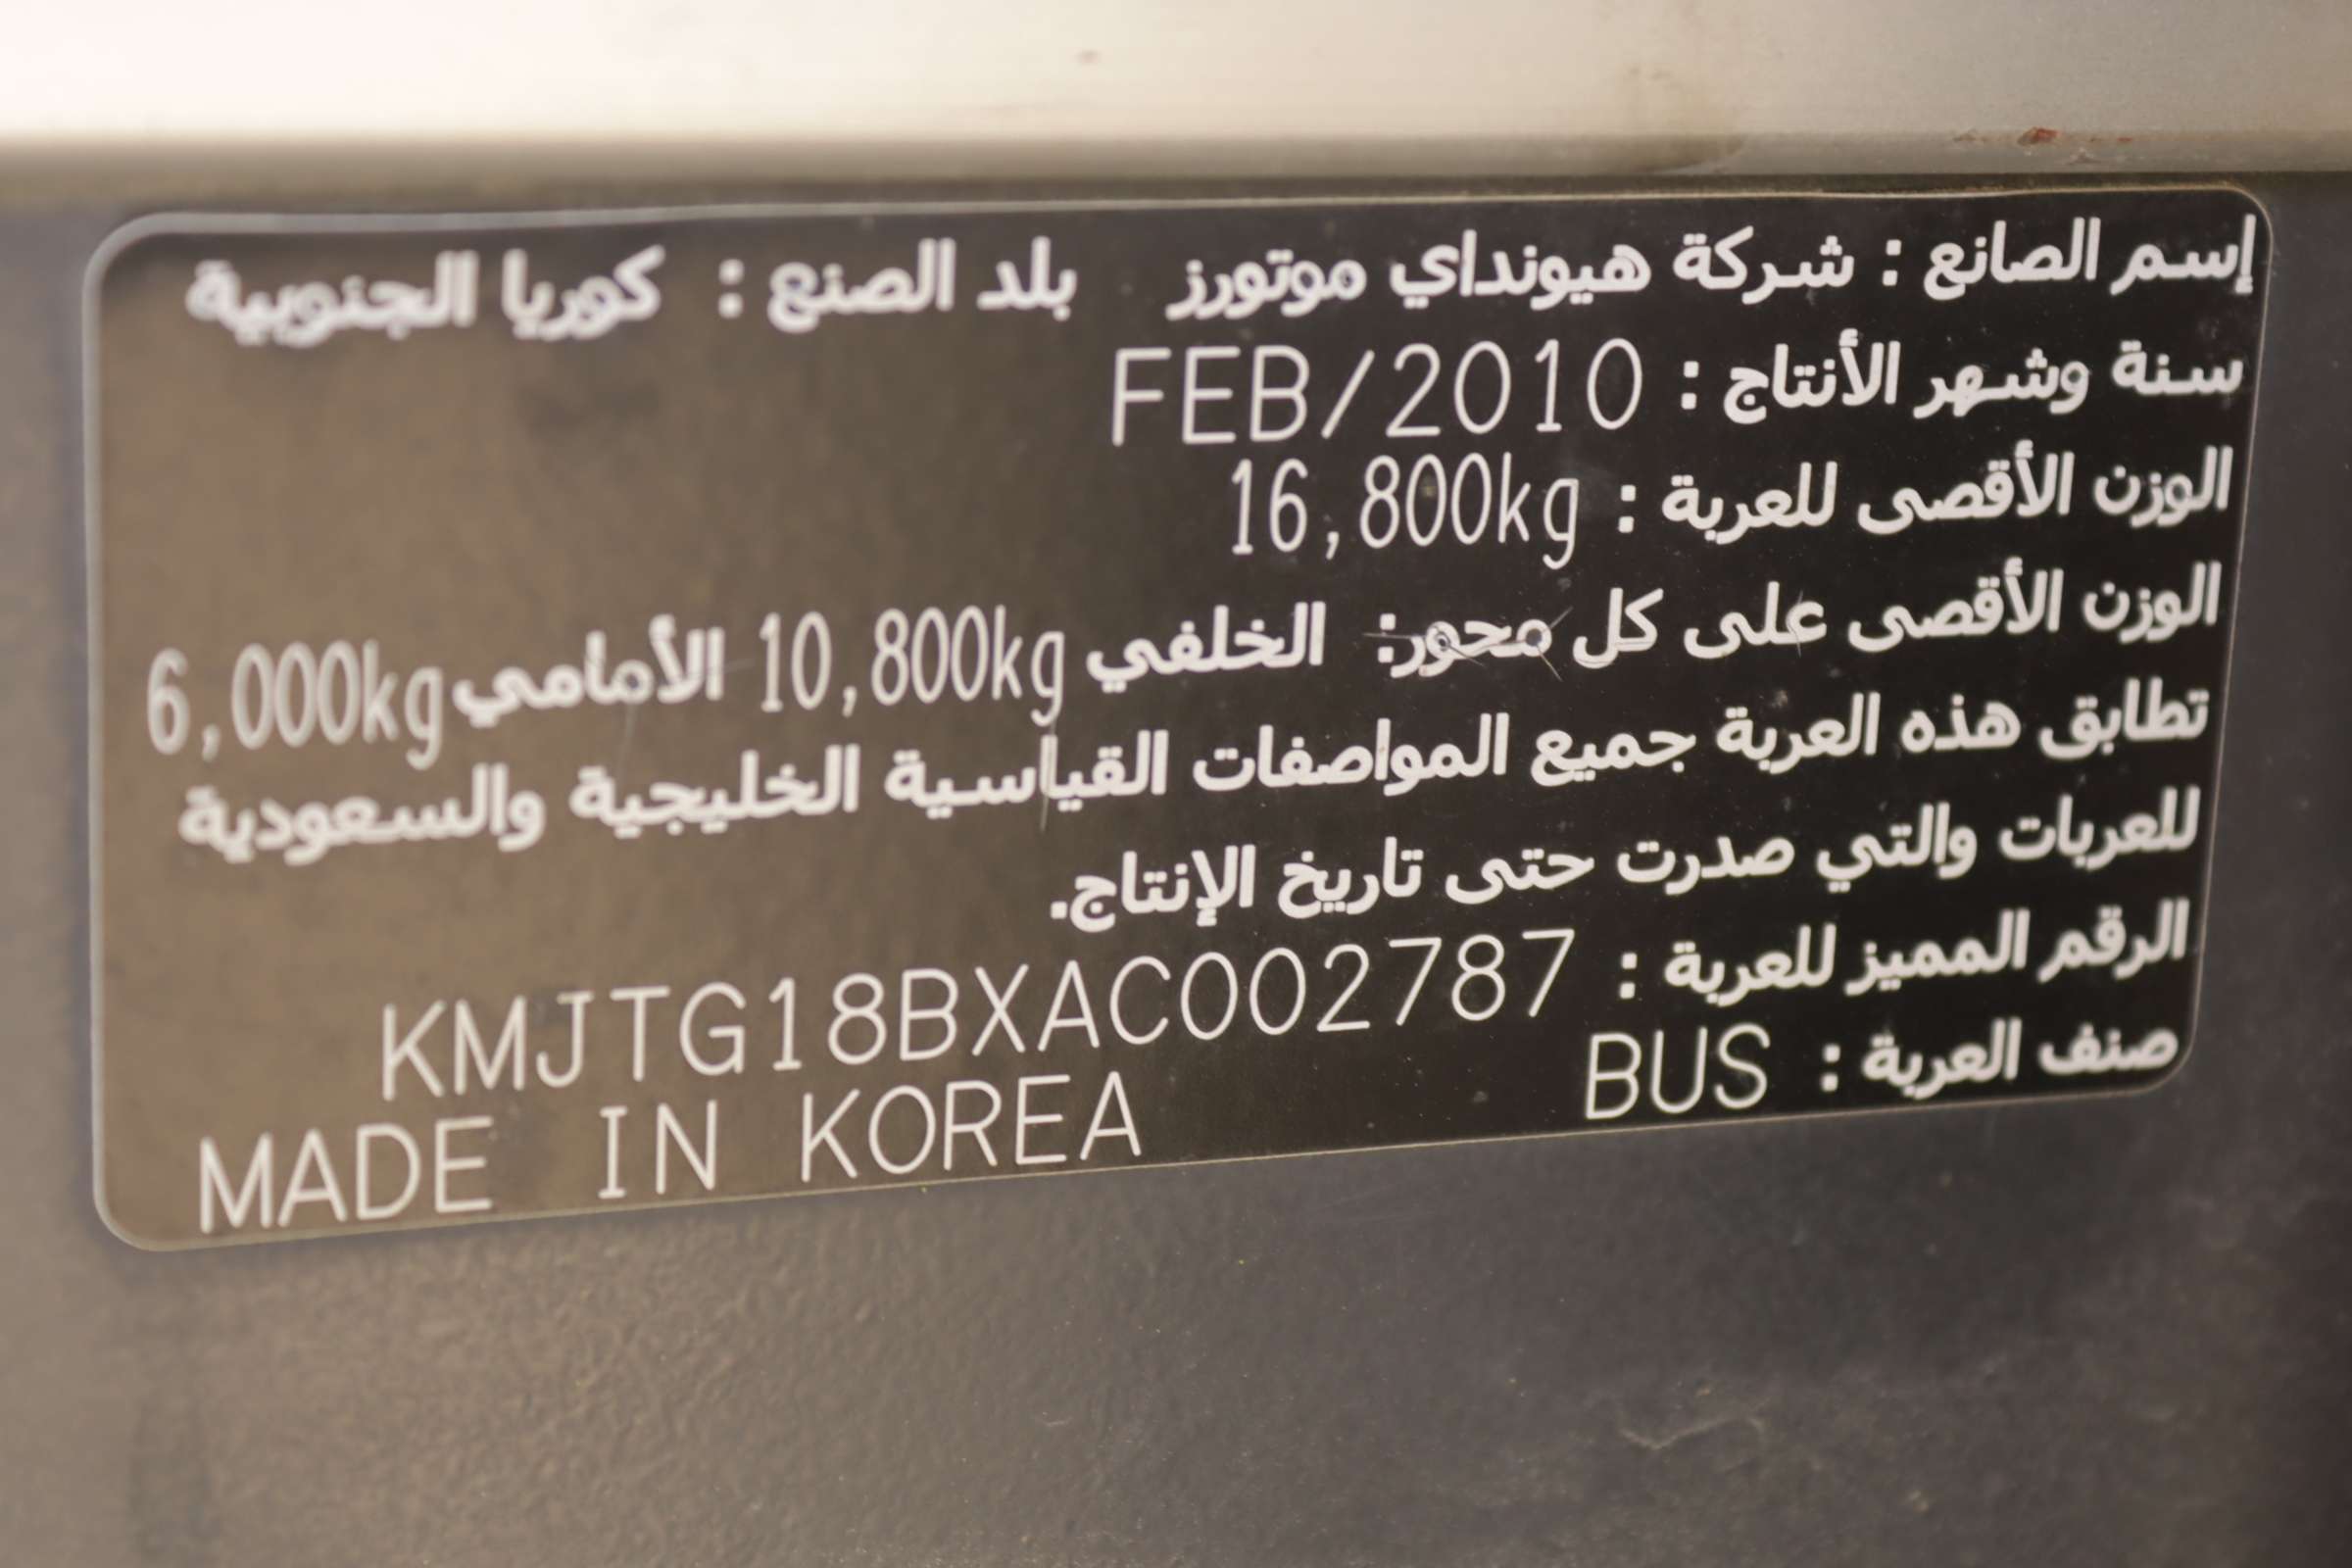 إسم الصانع : شركة هيونداي موتورز بلد الصنع : كوريا الجنوبية
سنة وشهر الأنتاج : FEB/2010
الوزن الأقصى للعربة : 16,800kg
الوزن الأقصى على كل محور: الخلفي 10,800kg الأمامي 6,000kg
تطابق هذه العربة جميع المواصفات القياسية الخليجية والسعودية
للعربات والتي صدرت حتى تاريخ الإنتاج.
الرقم المميز للعربة : KMJTG18BXAC002787
صنف العربة : BUS MADE IN KOREA